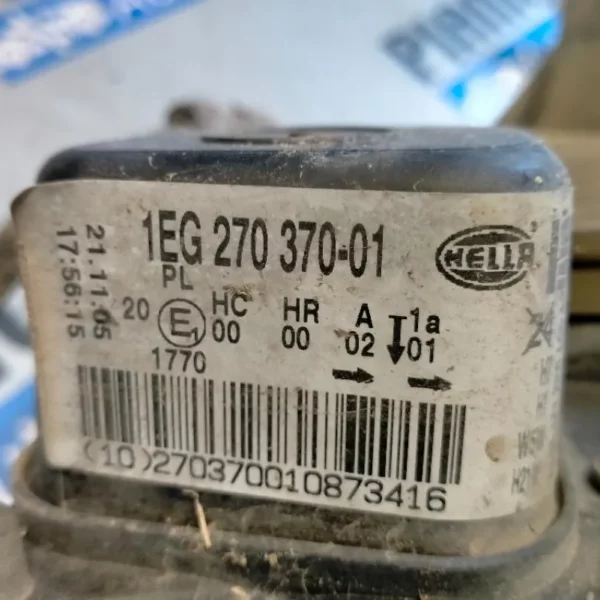 21.11.05
17:56:15
1EG 270 370-01
HELLA
PL
20 E1 HC HR A 1a
00 00 02 01
1770
24
(10)270370010873416